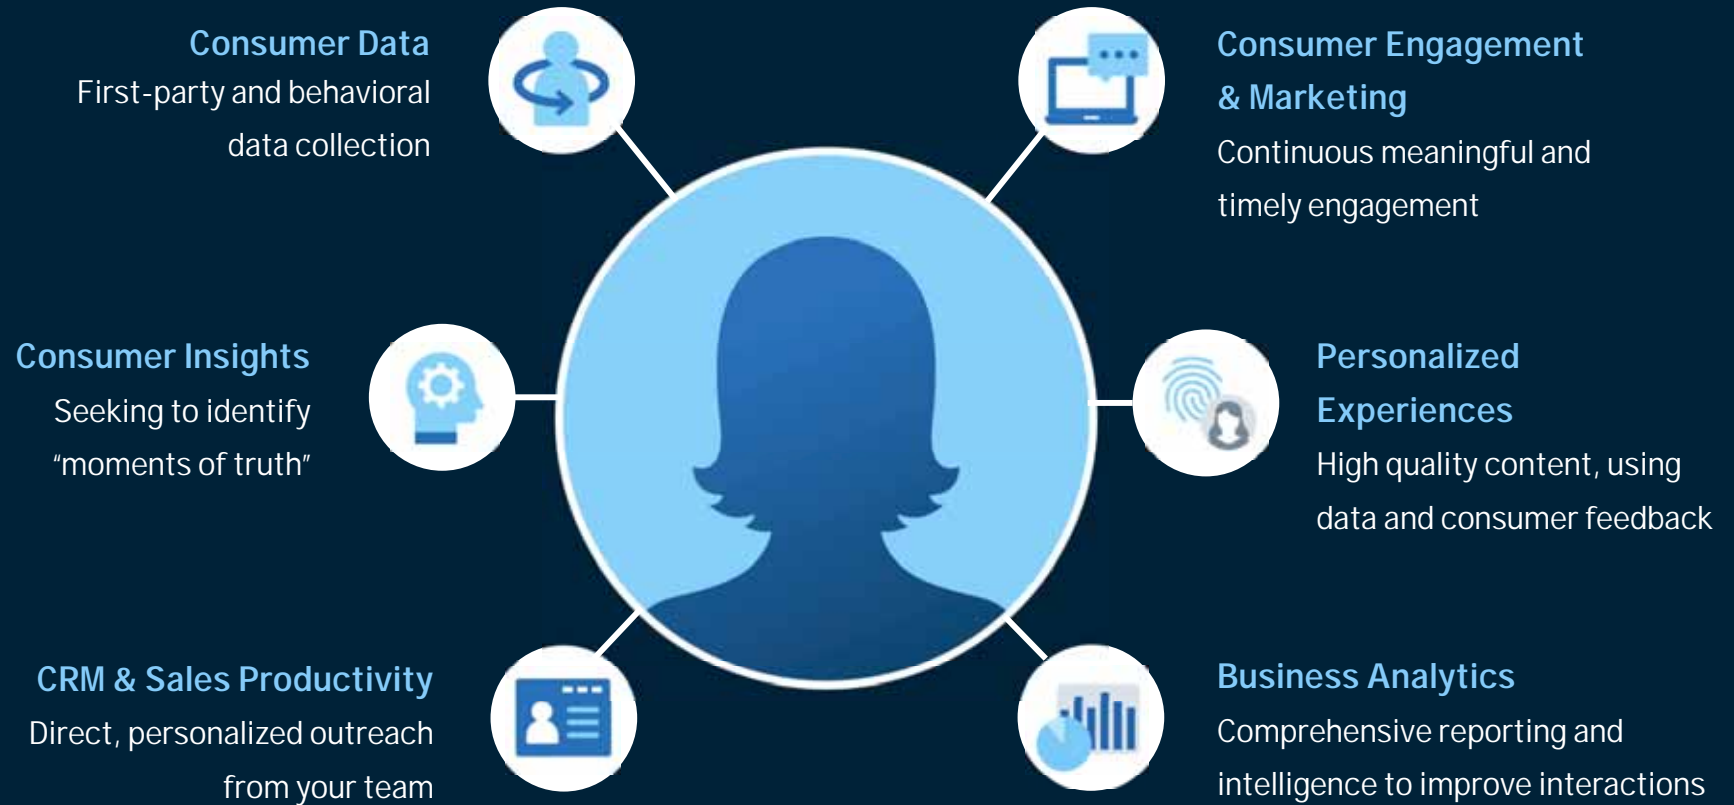 Consumer Data
First-party and behavioral
data collection
Consumer Insights
Seeking to identify
“moments of truth”
CRM & Sales Productivity
Direct, personalized outreach
from your team
Consumer Engagement
& Marketing
Continuous meaningful and
timely engagement
Personalized
Experiences
High quality content, using
data and consumer feedback
Business Analytics
Comprehensive reporting and
intelligence to improve interactions